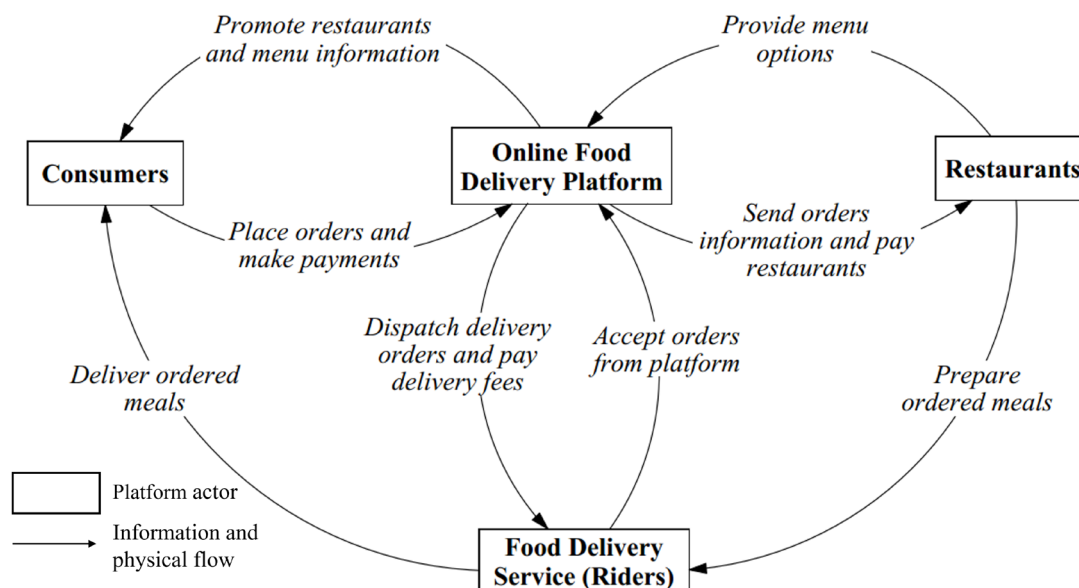 Promote restaurants
and menu information
Provide menu
options
Consumers
Online Food
Delivery Platform
Restaurants
Place orders and
make payments
Send orders
information and pay
restaurants
Dispatch delivery
orders and pay
delivery fees
Accept orders
from platform
Deliver ordered
meals
Prepare
ordered meals
Platform actor
Information and
physical flow
Food Delivery
Service (Riders)